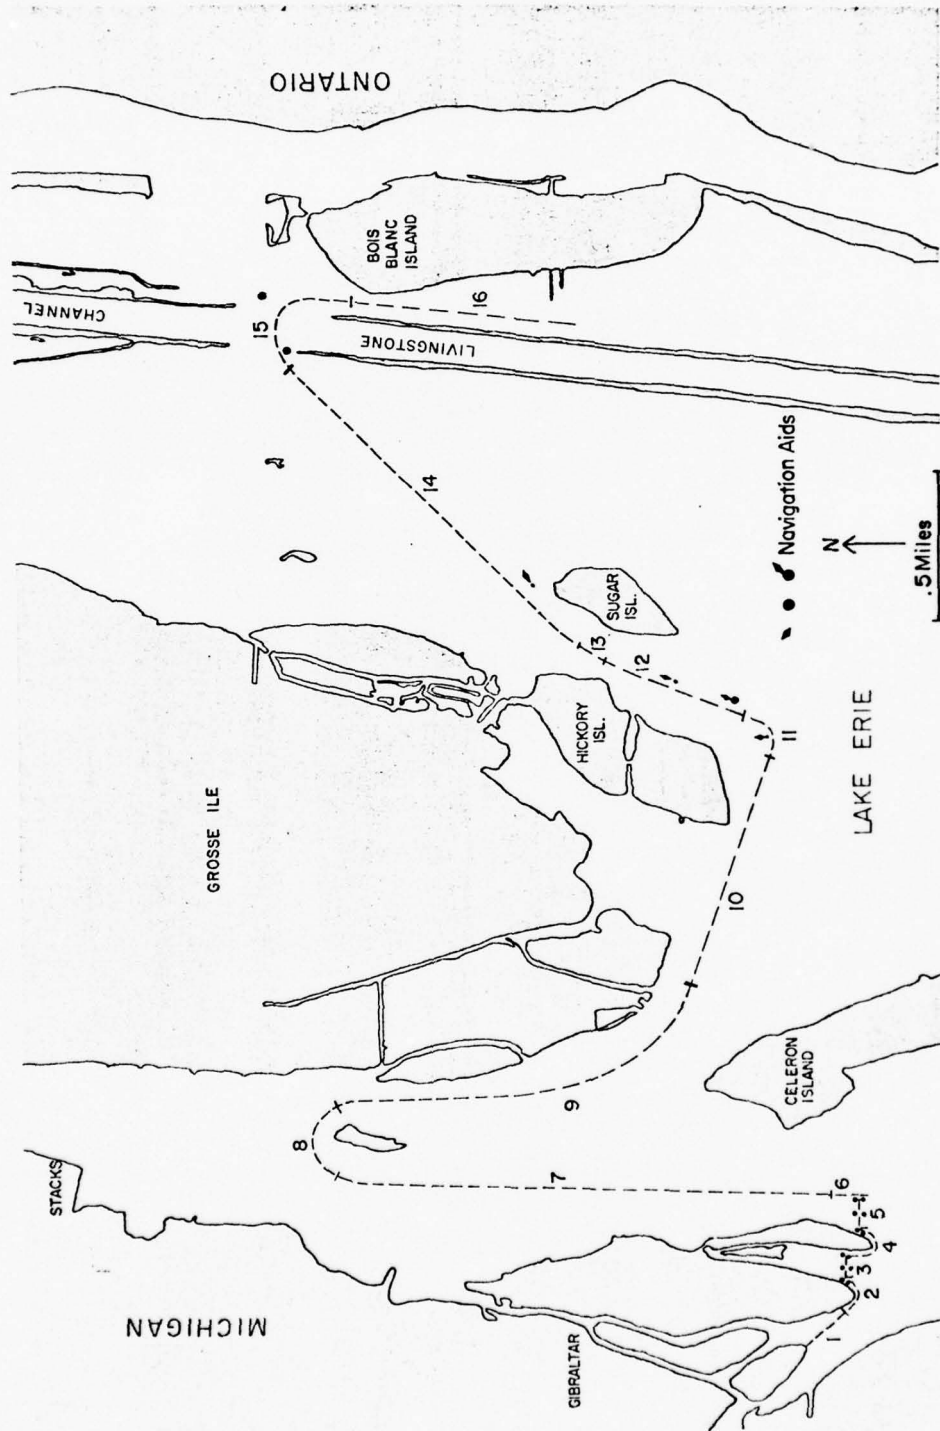 ONTARIO
MICHIGAN
STACKS
GROSSE ILE
GIBRALTAR
CELERON
ISLAND
HICKORY
ISL.
SUGAR
ISL.
BOIS
BLANC
ISLAND
CHANNEL
LIVINGSTONE
LAKE ERIE
Navigation Aids
N
.5 Miles
1
2
3
4
5
6
7
8
9
10
11
12
13
14
15
16